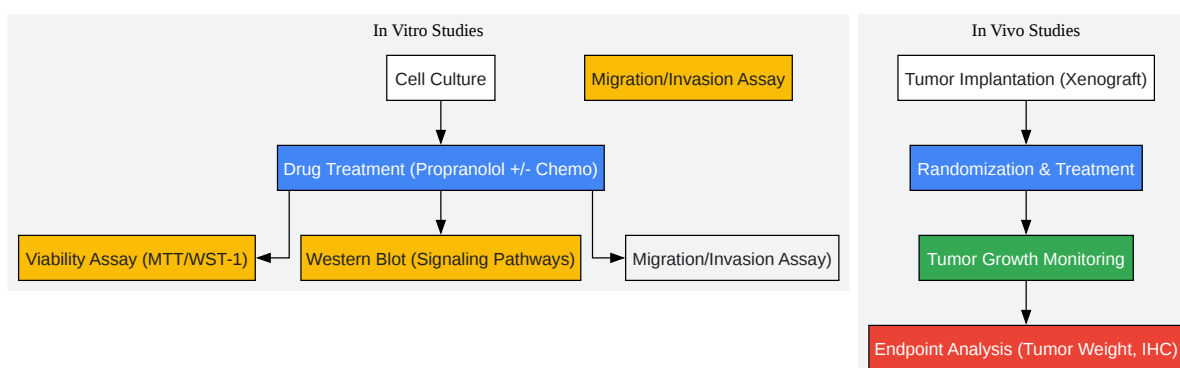 In Vitro Studies
Cell Culture
Migration/Invasion Assay
Drug Treatment (Propranolol +/- Chemo)
Viability Assay (MTT/WST-1)
Western Blot (Signaling Pathways)
Migration/Invasion Assay)
In Vivo Studies
Tumor Implantation (Xenograft)
Randomization & Treatment
Tumor Growth Monitoring
Endpoint Analysis (Tumor Weight, IHC)